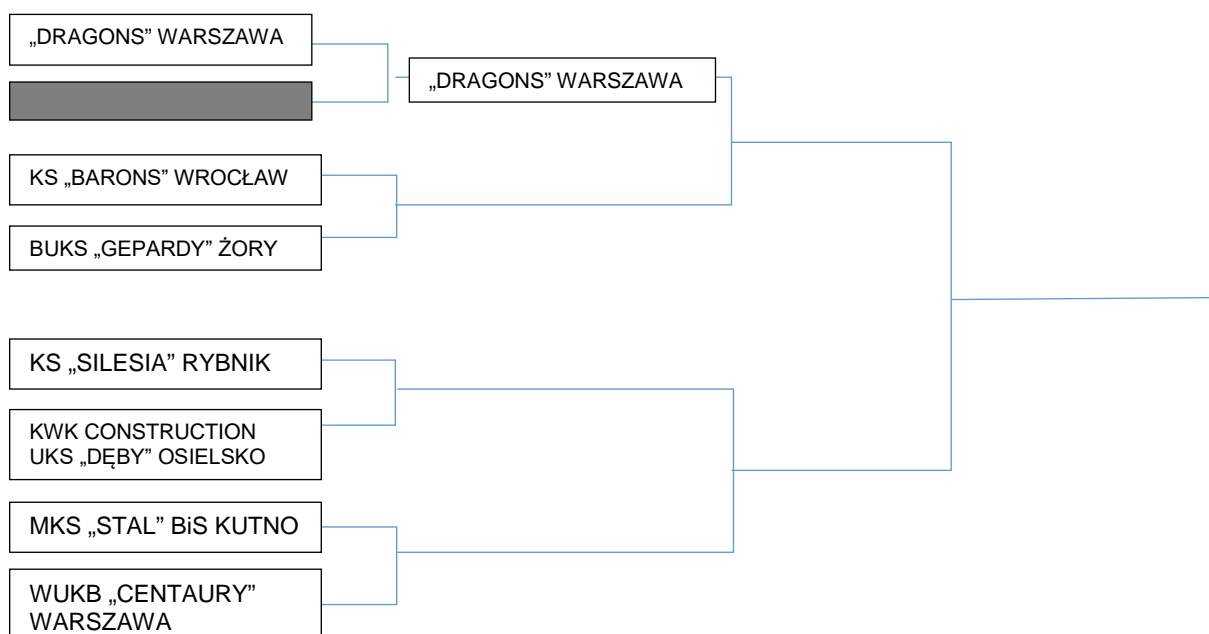 „DRAGONS” WARSZAWA
„DRAGONS” WARSZAWA
KS „BARONS” WROCŁAW
BUKS „GEPARDY” ŻORY
KS „SILESIA” RYBNIK
KWK CONSTRUCTION
UKS „DĘBY” OSIELSKO
MKS „STAL” BiS KUTNO
WUKB „CENTAURY”
WARSZAWA